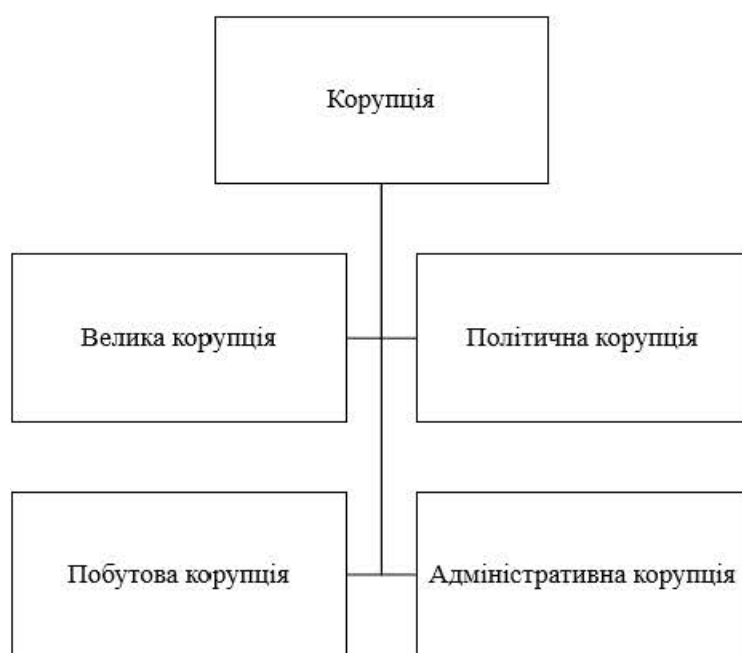 Корупція
Велика корупція
Політична корупція
Побутова корупція
Адміністративна корупція